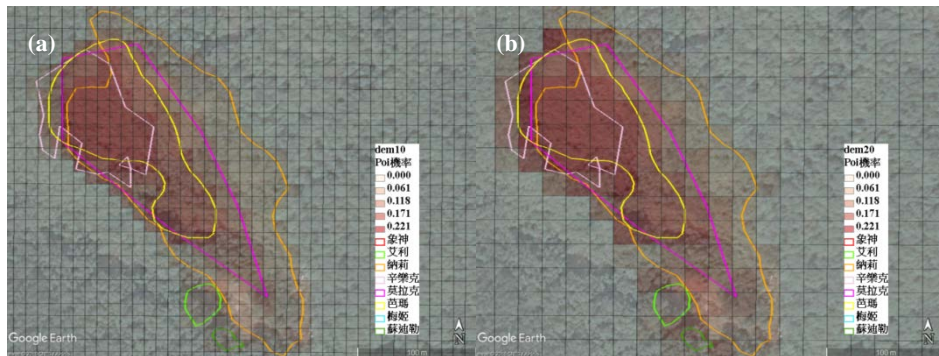 (a)
dem10
Poi機率
0.000
0.061
0.118
0.171
0.221
象神
艾利
納莉
辛樂克
莫拉克
芭瑪
梅姬
蘇迪勒
Google Earth
N
100 m
(b)
dem20
Poi機率
0.000
0.061
0.118
0.171
0.221
象神
艾利
納莉
辛樂克
莫拉克
芭瑪
梅姬
蘇迪勒
Google Earth
N
100 m